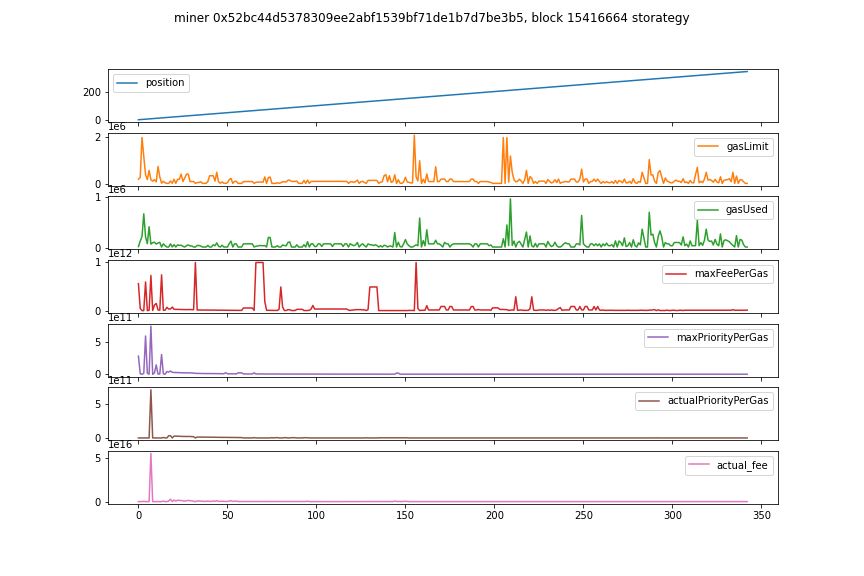 miner 0x52bc44d5378309ee2abf1539bf71de1b7d7be3b5, block 15416664 storategy
position
200
0
1e6
gasLimit
2
0
1e6
gasUsed
1
0
1e12
maxFeePerGas
1
0
1e11
maxPriorityPerGas
5
0
1e11
actualPriorityPerGas
5
0
1e16
actual_fee
5
0
0 50 100 150 200 250 300 350